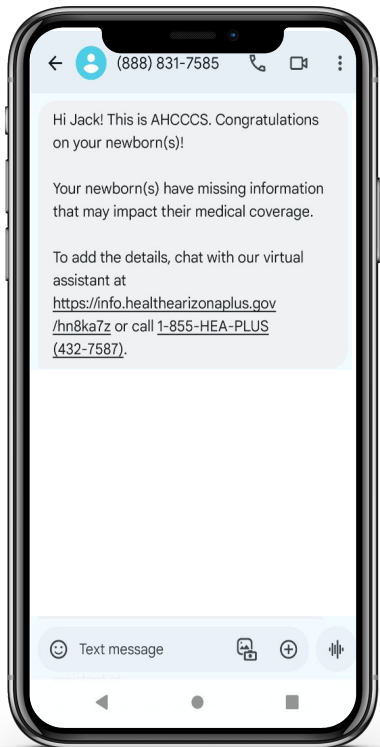 (888) 831-7585
Hi Jack! This is AHCCCS. Congratulations
on your newborn(s)!
Your newborn(s) have missing information
that may impact their medical coverage.
To add the details, chat with our virtual
assistant at
https://info.healthearizonaplus.gov
/hn8ka7z or call 1-855-HEA-PLUS
(432-7587).
Text message